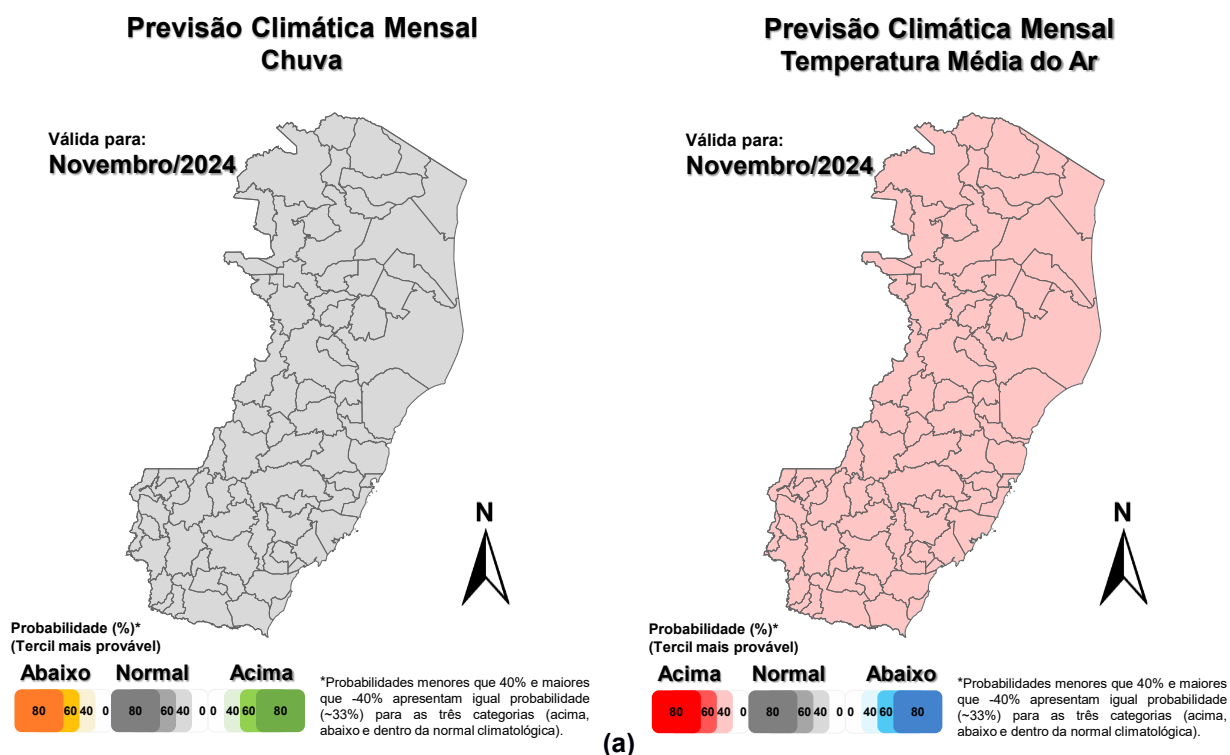 Previsão Climática Mensal
Chuva
Válida para:
Novembro/2024
N
Probabilidade (%)*
(Tercil mais provável)
Abaixo Normal Acima
80 60 40 0 80 60 40 0 0 40 60 80
*Probabilidades menores que 40% e maiores
que -40% apresentam igual probabilidade
(~33%) para as três categorias (acima,
abaixo e dentro da normal climatológica).
Previsão Climática Mensal
Temperatura Média do Ar
Válida para:
Novembro/2024
N
Probabilidade (%)*
(Tercil mais provável)
Acima Normal Abaixo
80 60 40 0 80 60 40 0 0 40 60 80
*Probabilidades menores que 40% e maiores
que -40% apresentam igual probabilidade
(~33%) para as três categorias (acima,
abaixo e dentro da normal climatológica).
(a)